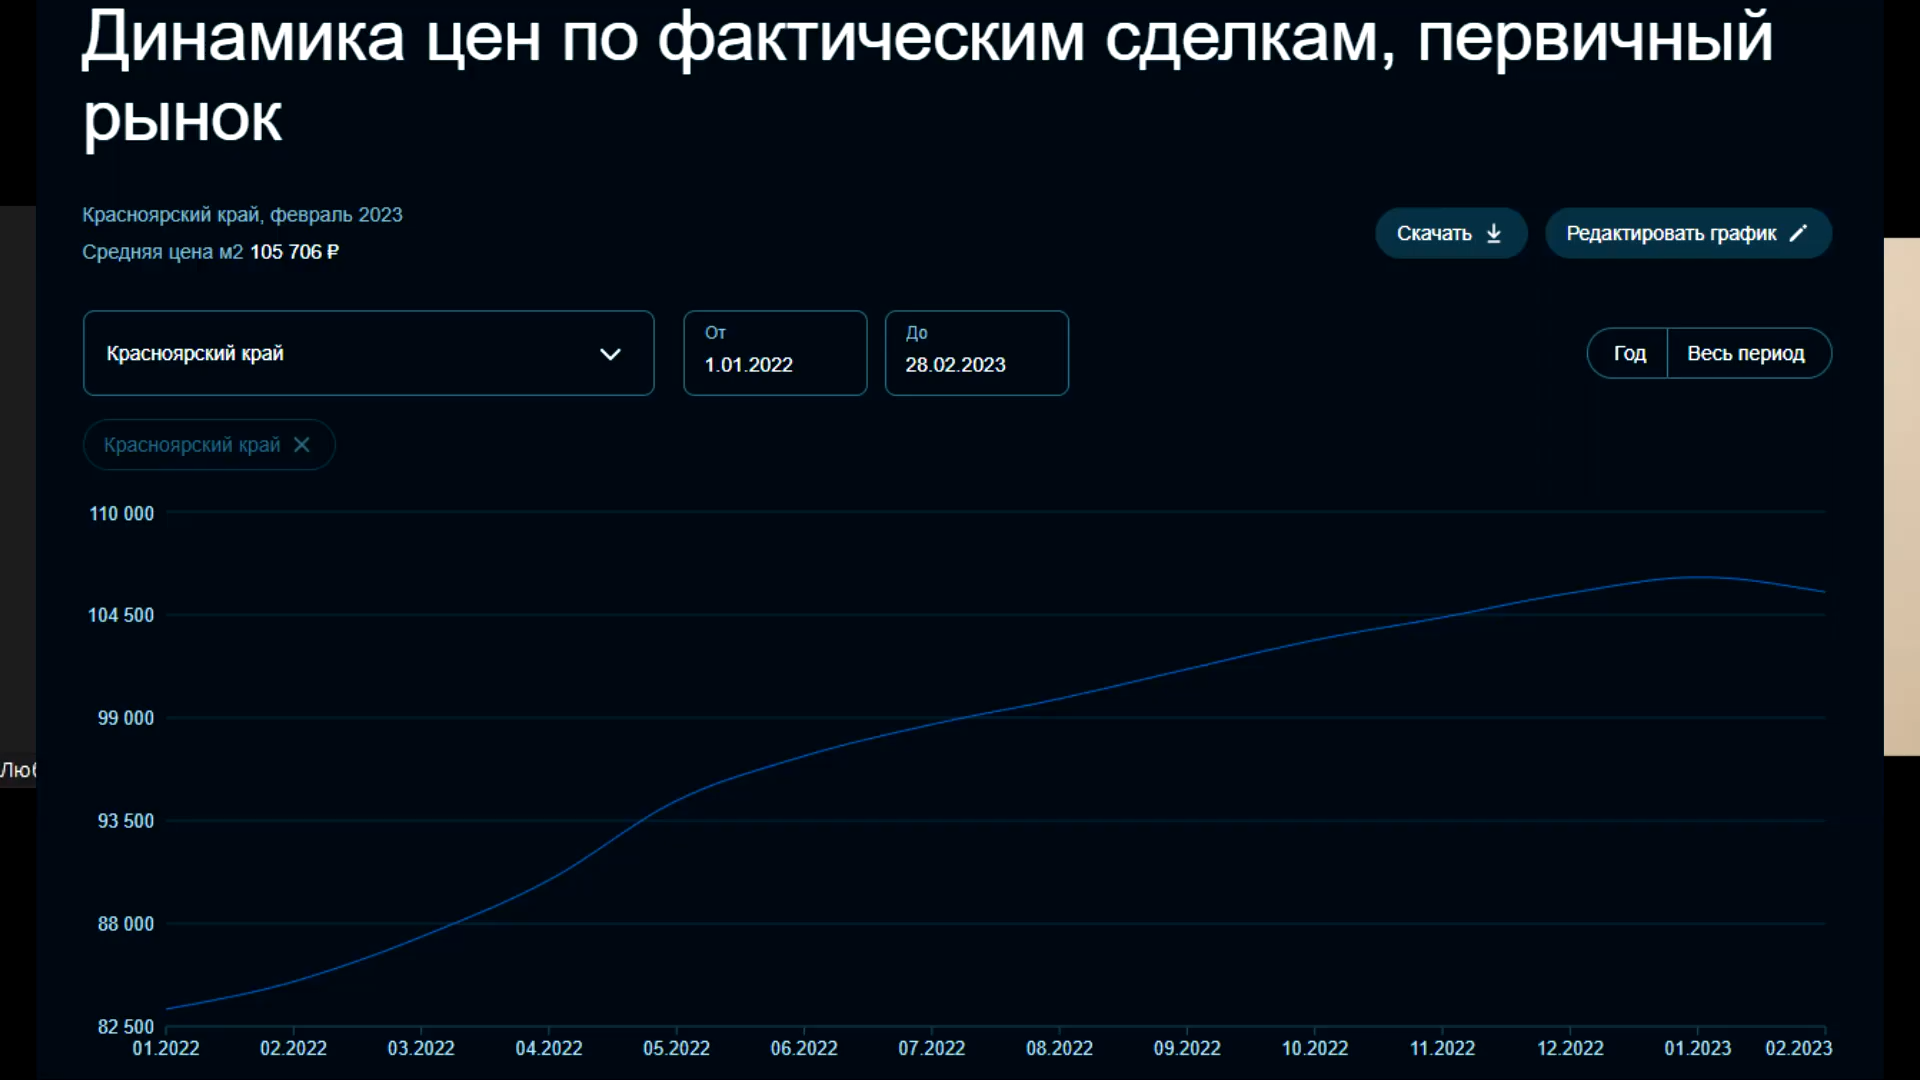 Динамика цен по фактическим сделкам, первичный
рынок
Красноярский край, февраль 2023
Средняя цена м2 105 706 ₽
Скачать
Редактировать график
Красноярский край
От
1.01.2022
До
28.02.2023
Год
Весь период
Красноярский край
110 000
104 500
99 000
93 500
Люб
88 000
82 500
01.2022 02.2022 03.2022 04.2022 05.2022 06.2022 07.2022 08.2022 09.2022 10.2022 11.2022 12.2022 01.2023 02.2023